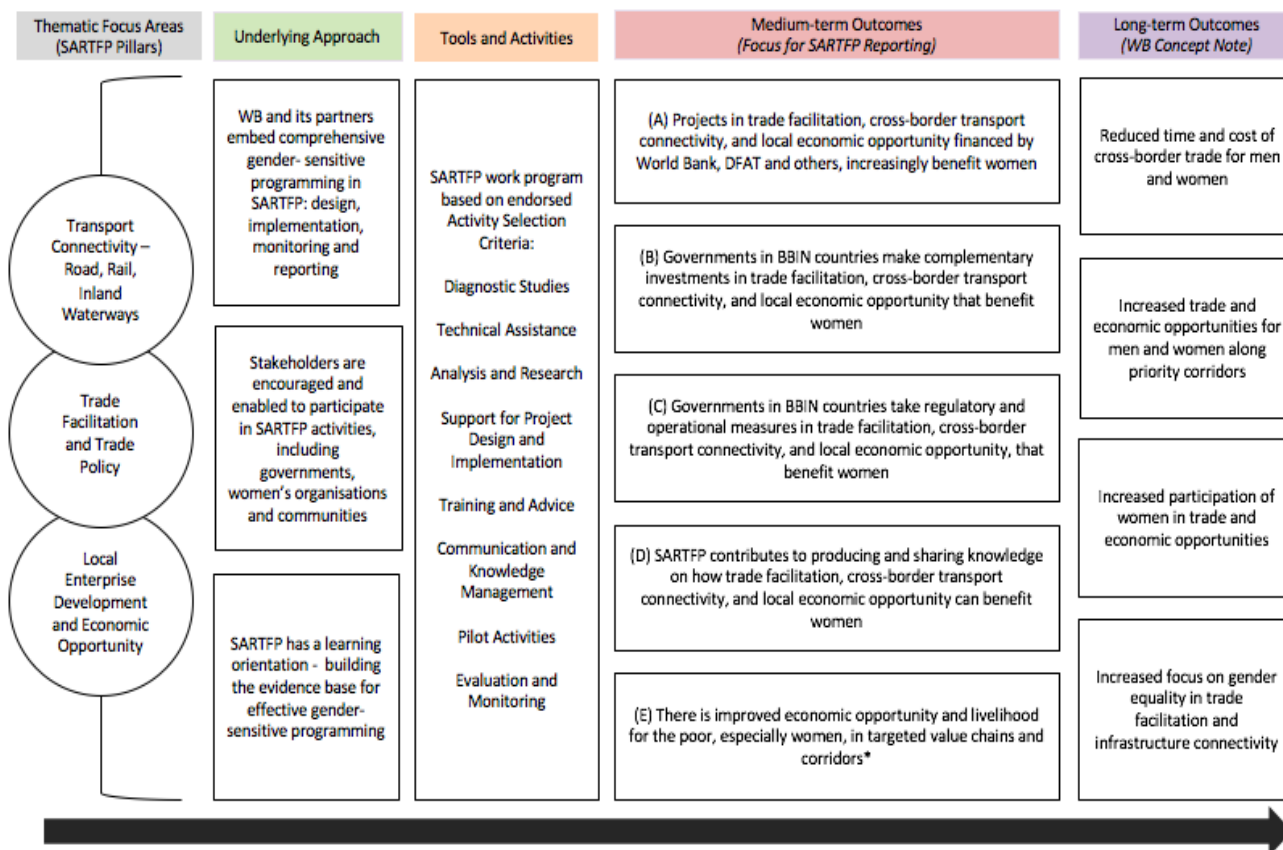 Thematic Focus Areas
(SARTFP Pillars)
Underlying Approach
Tools and Activities
Medium-term Outcomes
(Focus for SARTFP Reporting)
Long-term Outcomes
(WB Concept Note)
Transport
Connectivity –
Road, Rail,
Inland
Waterways
Trade
Facilitation
and Trade
Policy
Local
Enterprise
Development
and Economic
Opportunity
WB and its partners
embed comprehensive
gender- sensitive
programming in
SARTFP: design,
implementation,
monitoring and
reporting
Stakeholders are
encouraged and
enabled to participate
in SARTFP activities,
including
governments,
women's organisations
and communities
SARTFP has a learning
orientation - building
the evidence base for
effective gender-
sensitive programming
SARTFP work program
based on endorsed
Activity Selection
Criteria:
Diagnostic Studies
Technical Assistance
Analysis and Research
Support for Project
Design and
Implementation
Training and Advice
Communication and
Knowledge
Management
Pilot Activities
Evaluation and
Monitoring
(A) Projects in trade facilitation, cross-border transport
connectivity, and local economic opportunity financed by
World Bank, DFAT and others, increasingly benefit women
(B) Governments in BBIN countries make complementary
investments in trade facilitation, cross-border transport
connectivity, and local economic opportunity that benefit
women
(C) Governments in BBIN countries take regulatory and
operational measures in trade facilitation, cross-border
transport connectivity, and local economic opportunity, that
benefit women
(D) SARTFP contributes to producing and sharing knowledge
on how trade facilitation, cross-border transport
connectivity, and local economic opportunity can benefit
women
(E) There is improved economic opportunity and livelihood
for the poor, especially women, in targeted value chains and
corridors*
Reduced time and cost of
cross-border trade for men
and women
Increased trade and
economic opportunities for
men and women along
priority corridors
Increased participation of
women in trade and
economic opportunities
Increased focus on gender
equality in trade
facilitation and
infrastructure connectivity